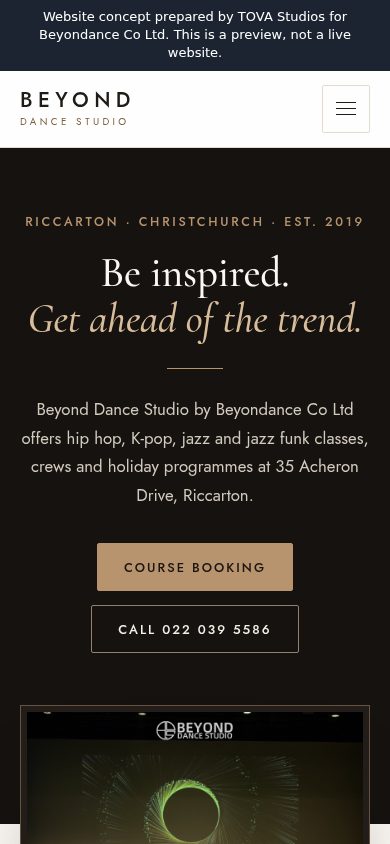 Website concept prepared by TOVA Studios for
Beyondance Co Ltd. This is a preview, not a live
website.
BEYOND
DANCE STUDIO
RICCARTON · CHRISTCHURCH · EST. 2019
Be inspired.
Get ahead of the trend.
Beyond Dance Studio by Beyondance Co Ltd
offers hip hop, K-pop, jazz and jazz funk classes,
crews and holiday programmes at 35 Acheron
Drive, Riccarton.
COURSE BOOKING
CALL 022 039 5586
BEYOND
DANCE STUDIO